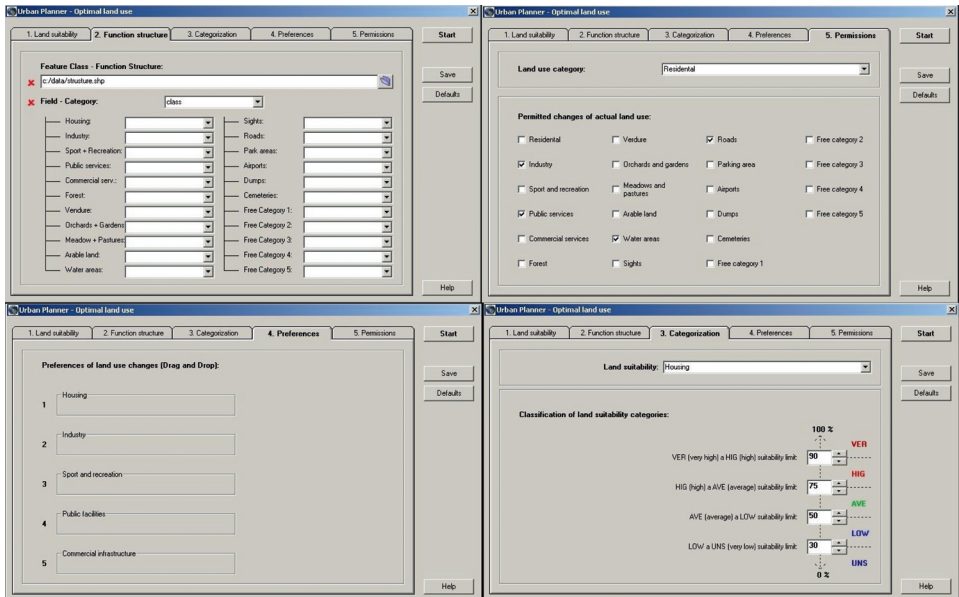 Urban Planner - Optimal land use
1. Land suitability
2. Function structure
3. Categorization
4. Preferences
5. Permissions
Start
Feature Class - Function Structure:
c:/data/strusture.shp
Save
Defaults
Field - Category:
class
Housing:
Industry:
Sport + Recreation:
Public services:
Commercial serv.:
Forest:
Vendure:
Orchards + Gardens
Meadow + Pastures:
Arable land:
Water areas:
Sights:
Roads:
Park areas:
Airports:
Dumps:
Cemeteries:
Free Category 1:
Free Category 2:
Free Category 3:
Free Category 4:
Free Category 5:
Help
Urban Planner - Optimal land use
1. Land suitability
2. Function structure
3. Categorization
4. Preferences
5. Permissions
Start
Land use category:
Residental
Save
Defaults
Permitted changes of actual land use:
Residental
Verdure
Roads
Free category 2
Industry
Orchards and gardens
Parking area
Free category 3
Sport and recreation
Meadows and
pastures
Airports
Free category 4
Public services
Arable land
Dumps
Free category 5
Commercial services
Water areas
Cemeteries
Forest
Sights
Free category 1
Help
Urban Planner - Optimal land use
1. Land suitability
2. Function structure
3. Categorization
4. Preferences
5. Permissions
Start
Preferences of land use changes (Drag and Drop):
Save
Defaults
1
Housing
2
Industry
3
Sport and recreation
4
Public facilities
5
Commercial infrastructure
Help
Urban Planner - Optimal land use
1. Land suitability
2. Function structure
3. Categorization
4. Preferences
5. Permissions
Start
Land suitability: Housing
Save
Defaults
Classification of land suitability categories:
100 %
VER
VER (very high) a HIG (high) suitability limit: 90
HIG
HIG (high) a AVE (average) suitability limit: 75
AVE
AVE (average) a LOW suitability limit: 50
LOW
LOW a UNS (very low) suitability limit: 30
UNS
0 %
Help